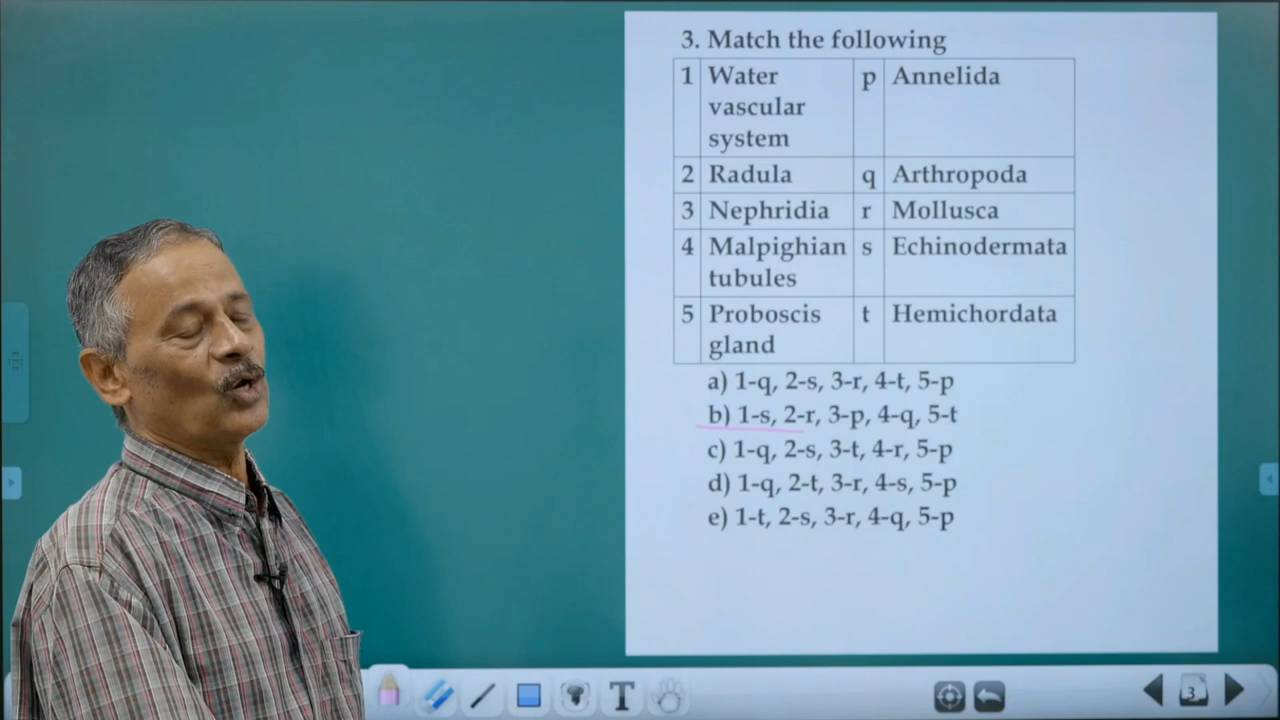 3. Match the following
1 Water vascular system p Annelida
2 Radula q Arthropoda
3 Nephridia r Mollusca
4 Malpighian tubules s Echinodermata
5 Proboscis gland t Hemichordata
a) 1-q, 2-s, 3-r, 4-t, 5-p
b) 1-s, 2-r, 3-p, 4-q, 5-t
c) 1-q, 2-s, 3-t, 4-r, 5-p
d) 1-q, 2-t, 3-r, 4-s, 5-p
e) 1-t, 2-s, 3-r, 4-q, 5-p
T 3